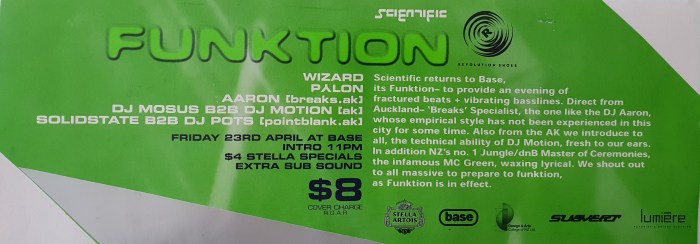 SCIENTIFIC
FUNKTION
REVOLUTION SHOES
WIZARD
PYLON
AARON [breaks.ak]
DJ MOSUS B2B DJ MOTION [ak]
SOLIDSTATE B2B DJ POTS [pointblank.ak]
FRIDAY 23RD APRIL AT BASE
INTRO 11PM
$4 STELLA SPECIALS
EXTRA SUB SOUND
$8
COVER CHARGE
R.O.A.R
Scientific returns to Base,
its Funktion– to provide an evening of
fractured beats + vibrating basslines. Direct from
Auckland– 'Breaks' Specialist, the one like the DJ Aaron,
whose empirical style has not been experienced in this
city for some time. Also from the AK we introduce to
all, the technical ability of DJ Motion, fresh to our ears.
In addition NZ's no. 1 Jungle/dnB Master of Ceremonies,
the infamous MC Green, waxing lyrical. We shout out
to all massive to prepare to funktion,
as Funktion is in effect.
STELLA
ARTOIS
base
Design & Arts
SUBVERT
lumière